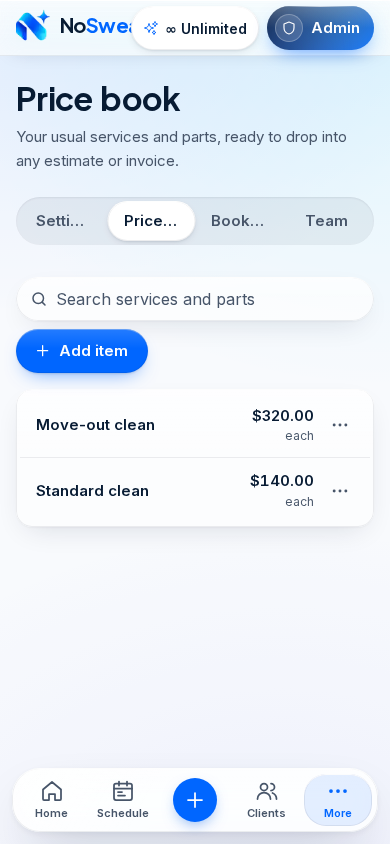 NoSwea
∞ Unlimited
Admin
Price book
Your usual services and parts, ready to drop into
any estimate or invoice.
Setti...
Price...
Book...
Team
Search services and parts
Add item
Move-out clean
$320.00
each
Standard clean
$140.00
each
Home
Schedule
Clients
More